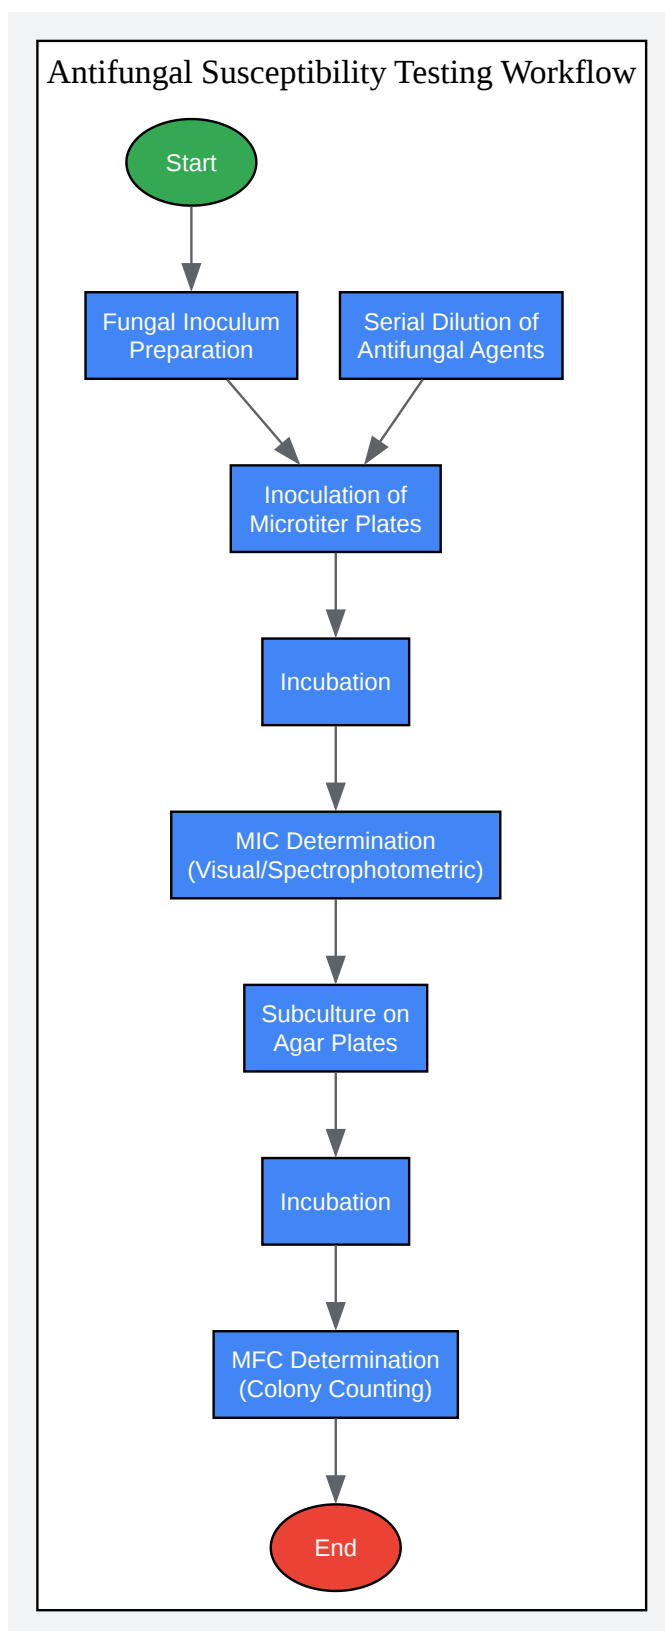 Antifungal Susceptibility Testing Workflow
Start
Fungal Inoculum
Preparation
Serial Dilution of
Antifungal Agents
Inoculation of
Microtiter Plates
Incubation
MIC Determination
(Visual/Spectrophotometric)
Subculture on
Agar Plates
Incubation
MFC Determination
(Colony Counting)
End